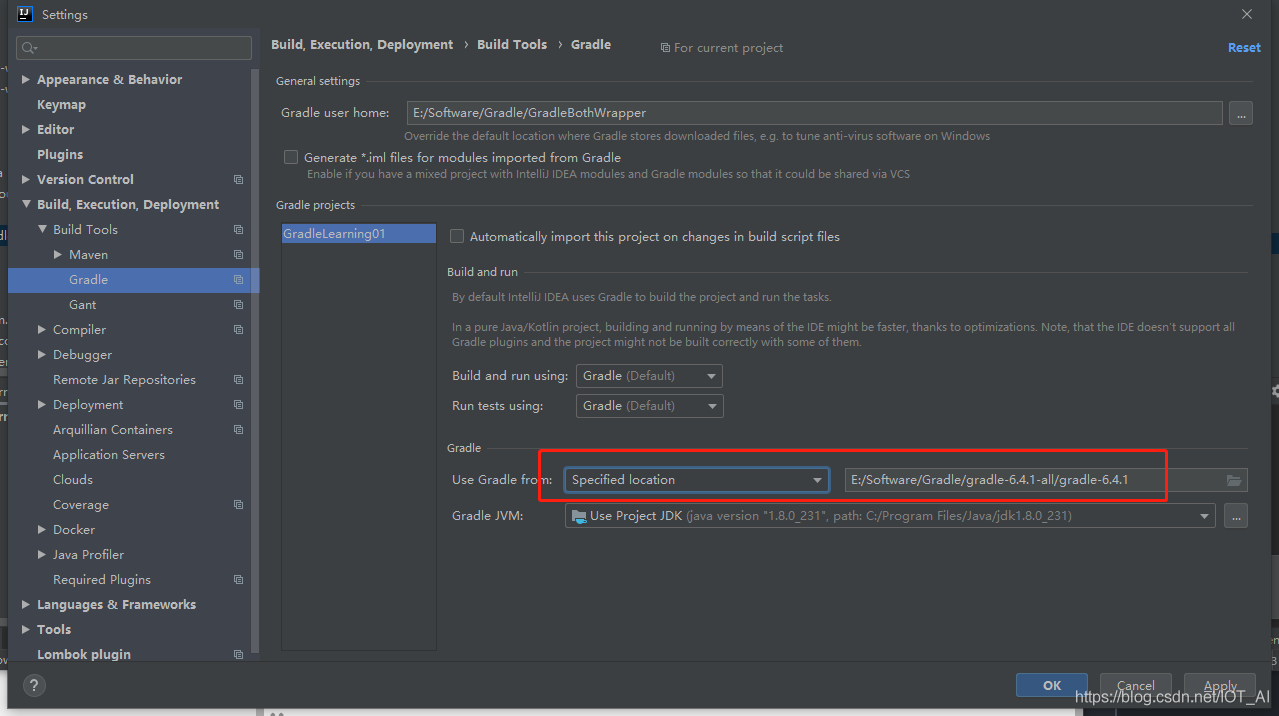 Settings
Build, Execution, Deployment › Build Tools › Gradle
For current project
Reset
Appearance & Behavior
Keymap
Editor
Plugins
Version Control
Build, Execution, Deployment
Build Tools
Maven
Gradle
Gant
Compiler
Debugger
Remote Jar Repositories
Deployment
Arquillian Containers
Application Servers
Clouds
Coverage
Docker
Java Profiler
Required Plugins
Languages & Frameworks
Tools
Lombok plugin
General settings
Gradle user home: E:/Software/Gradle/GradleBothWrapper ...
Override the default location where Gradle stores downloaded files, e.g. to tune anti-virus software on Windows
Generate *.iml files for modules imported from Gradle
Enable if you have a mixed project with IntelliJ IDEA modules and Gradle modules so that it could be shared via VCS
Gradle projects
GradleLearning01
Automatically import this project on changes in build script files
Build and run
By default IntelliJ IDEA uses Gradle to build the project and run the tasks.
In a pure Java/Kotlin project, building and running by means of the IDE might be faster, thanks to optimizations. Note, that the IDE doesn't support all
Gradle plugins and the project might not be built correctly with some of them.
Build and run using: Gradle (Default)
Run tests using: Gradle (Default)
Gradle
Use Gradle from: Specified location E:/Software/Gradle/gradle-6.4.1-all/gradle-6.4.1
Gradle JVM: Use Project JDK (java version "1.8.0_231", path: C:/Program Files/Java/jdk1.8.0_231) ...
?
OK Cancel Apply
https://blog.csdn.net/IOT_AI